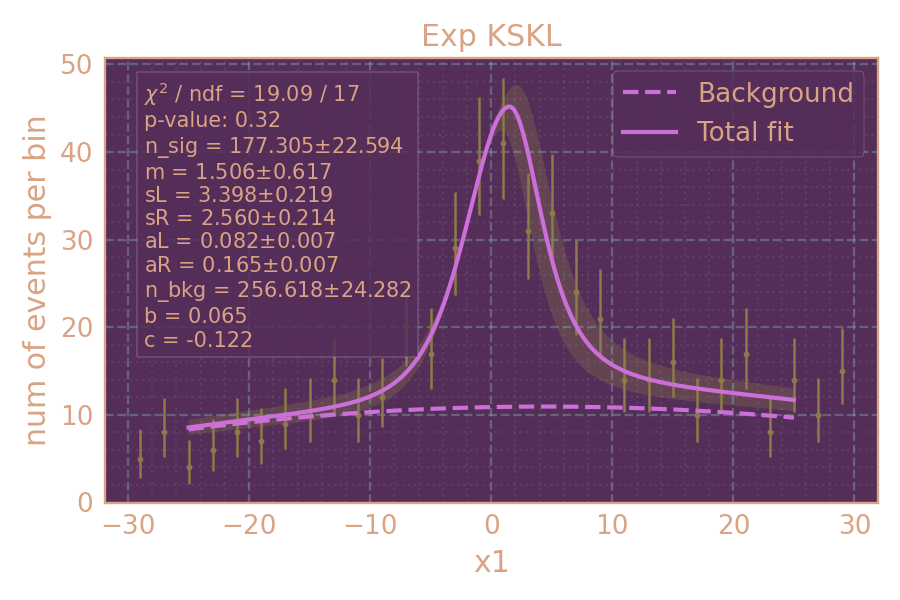 Exp KSKL
num of events per bin
50
40
30
20
10
0
χ² / ndf = 19.09 / 17
p-value: 0.32
n_sig = 177.305±22.594
m = 1.506±0.617
sL = 3.398±0.219
sR = 2.560±0.214
aL = 0.082±0.007
aR = 0.165±0.007
n_bkg = 256.618±24.282
b = 0.065
c = -0.122
Background
Total fit
−30 −20 −10 0 10 20 30
x1